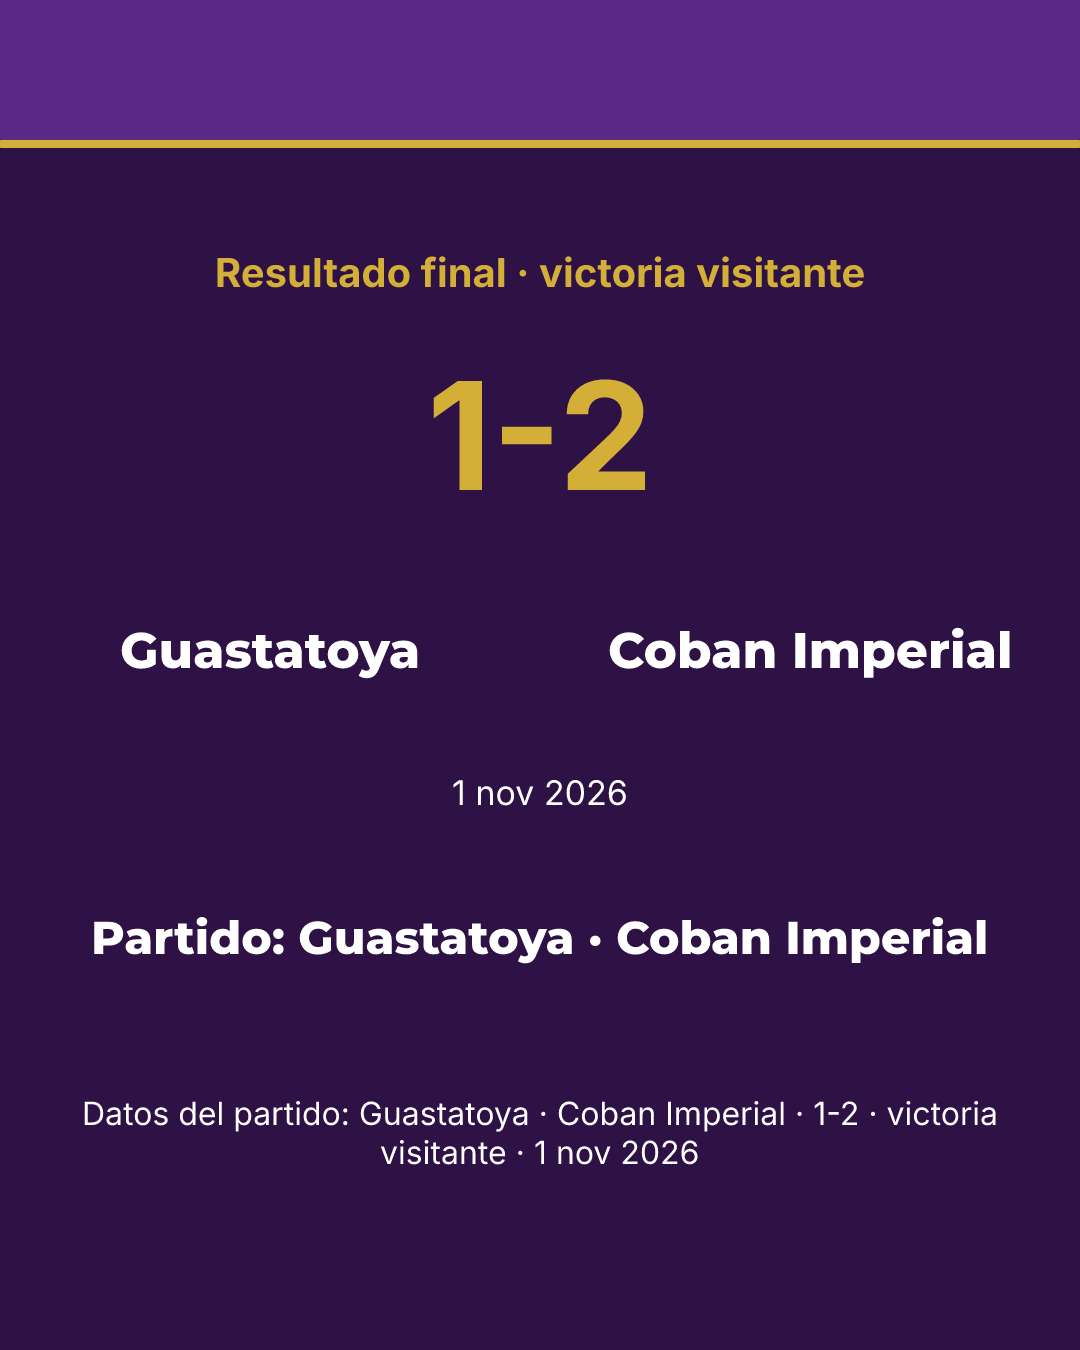 Resultado final · victoria visitante
1-2
Guastatoya
Coban Imperial
1 nov 2026
Partido: Guastatoya · Coban Imperial
Datos del partido: Guastatoya · Coban Imperial · 1-2 · victoria
visitante · 1 nov 2026